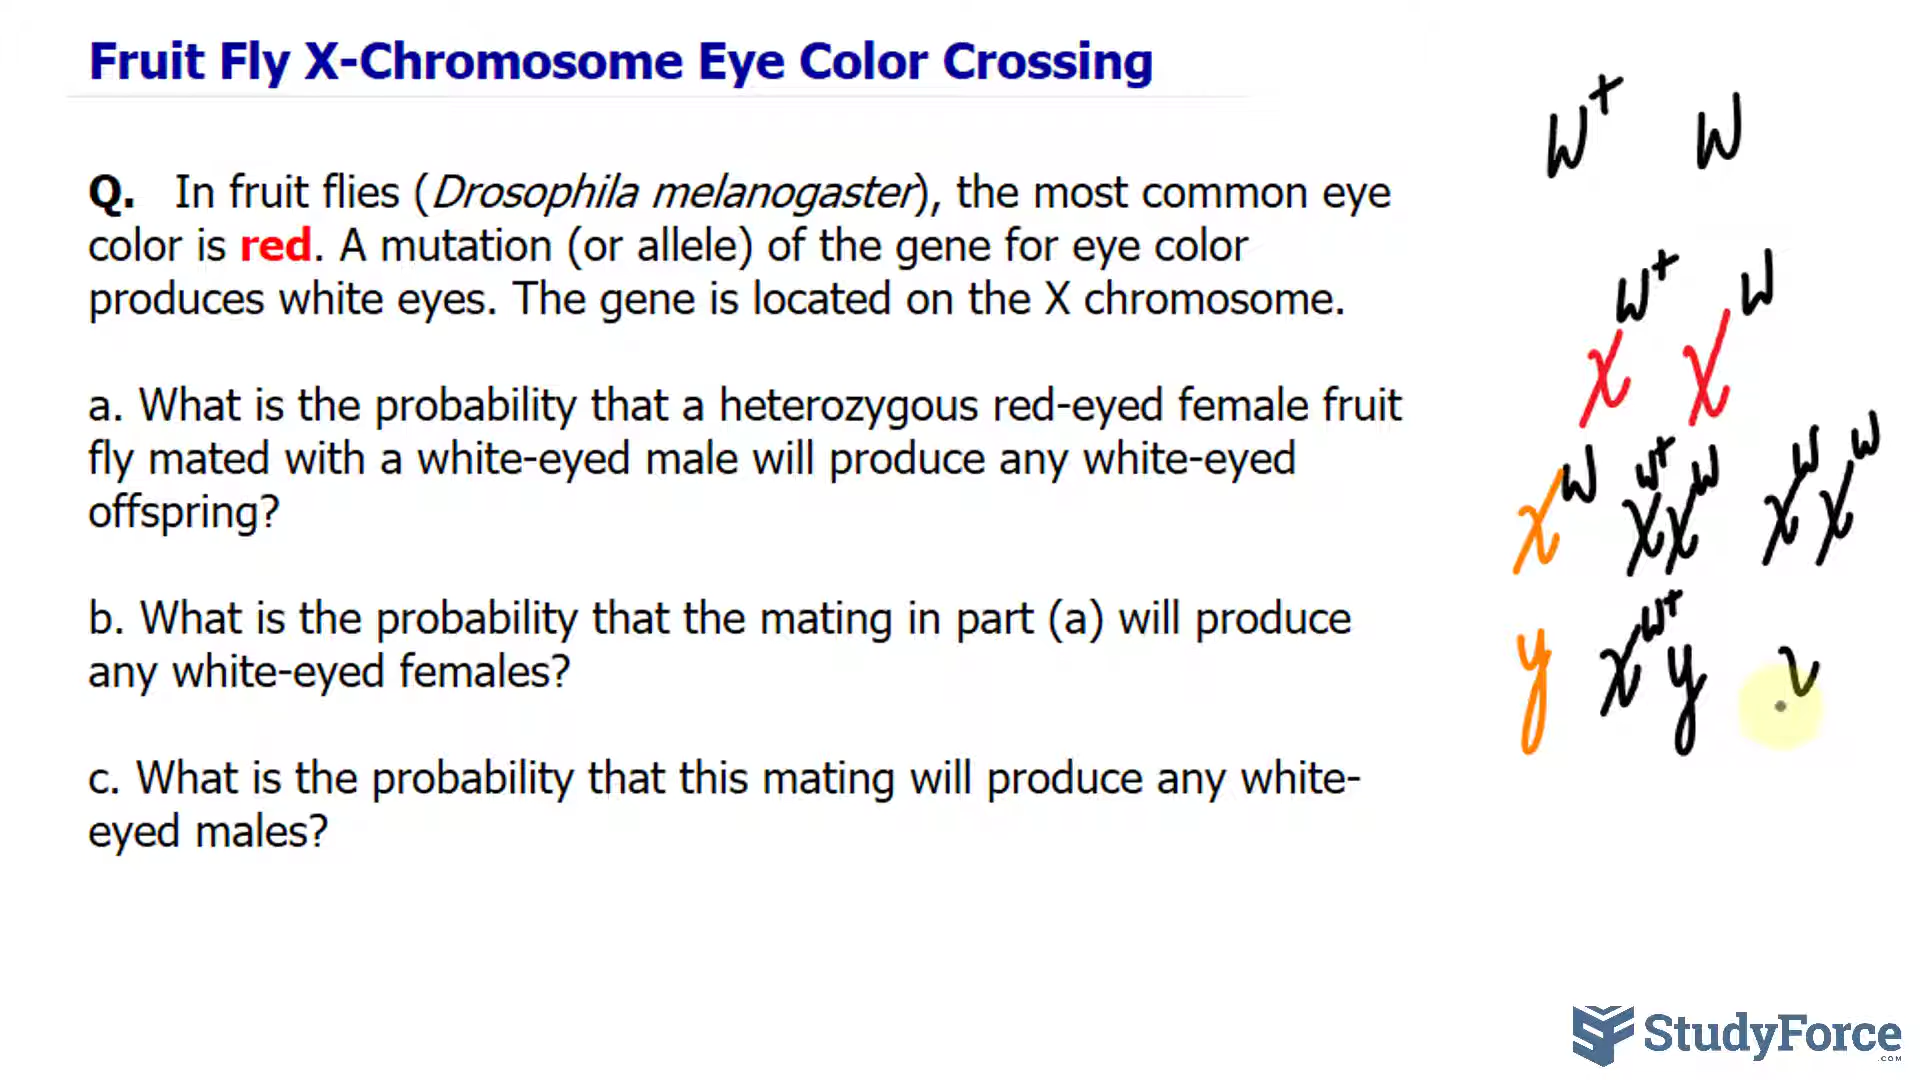 Fruit Fly X-Chromosome Eye Color Crossing
W+ W
Q. In fruit flies (Drosophila melanogaster), the most common eye
color is red. A mutation (or allele) of the gene for eye color
produces white eyes. The gene is located on the X chromosome.
W+ W
X X
a. What is the probability that a heterozygous red-eyed female fruit
fly mated with a white-eyed male will produce any white-eyed
offspring?
W W+ W W W
X X X X X
b. What is the probability that the mating in part (a) will produce
any white-eyed females?
W+
y X y
c. What is the probability that this mating will produce any white-
eyed males?
StudyForce
.COM